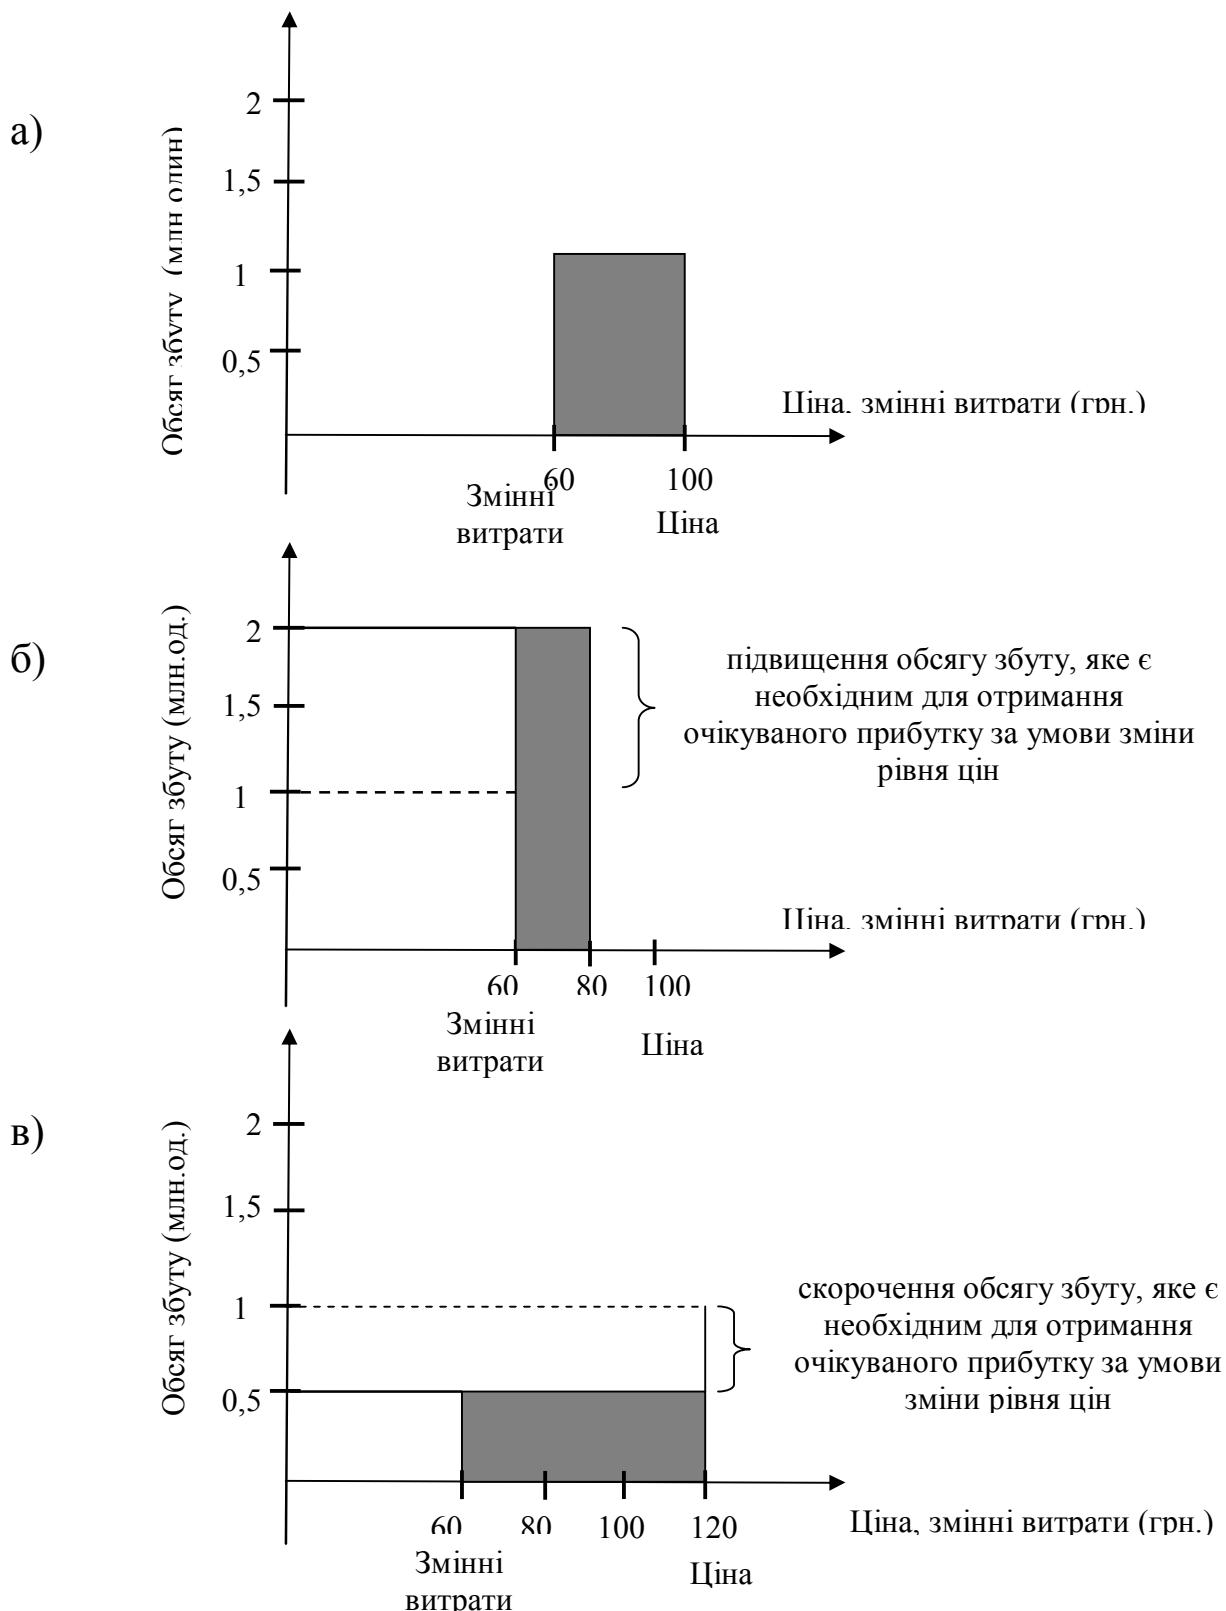 а)
Обсяг збуту (млн один)
2
1,5
1
0,5
Ціна, змінні витрати (грн.)
60
100
Змінні
витрати
Ціна
б)
Обсяг збуту (млн.од.)
2
1,5
1
0,5
підвищення обсягу збуту, яке є
необхідним для отримання
очікуваного прибутку за умови зміни
рівня цін
Ціна, змінні витрати (грн.)
60
80
100
Змінні
витрати
Ціна
в)
Обсяг збуту (млн.од.)
2
1,5
1
0,5
скорочення обсягу збуту, яке є
необхідним для отримання
очікуваного прибутку за умови
зміни рівня цін
60
80
100
120
Ціна, змінні витрати (грн.)
Змінні
витрати
Ціна